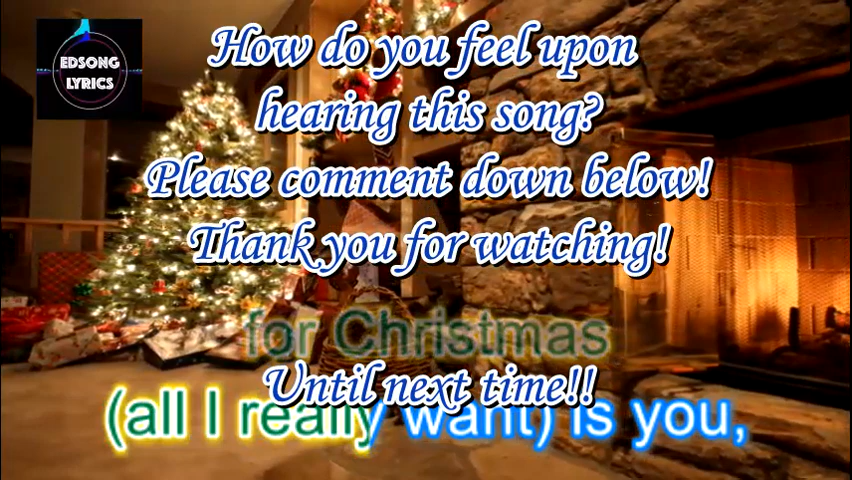 EDSONG
LYRICS
How do you feel upon
hearing this song?
Please comment down below!
Thank you for watching!
for Christmas
Until next time!!
(all I really want) is you,